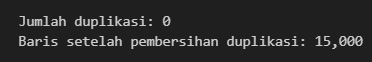 Jumlah duplikasi: 0
Baris setelah pembersihan duplikasi: 15,000